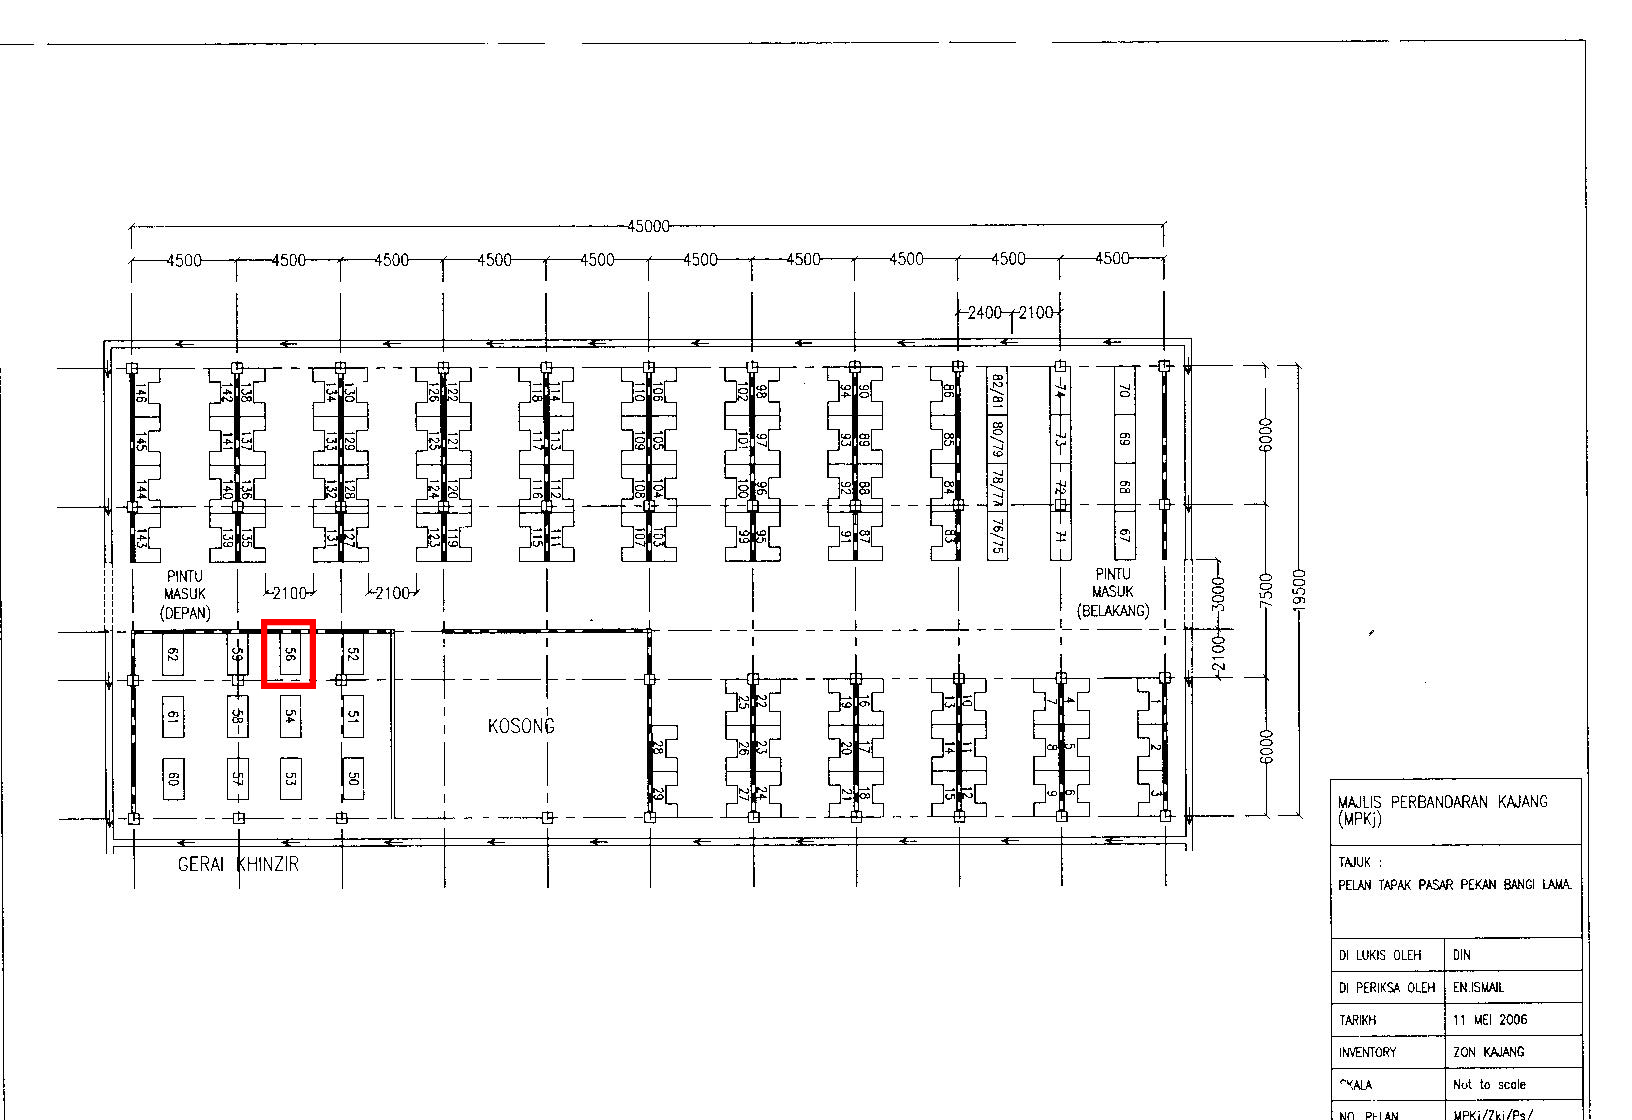 45000
4500 4500 4500 4500 4500 4500 4500 4500 4500 4500
2400 2100
146 142 138 134 130 126 122 118 114 110 106 102 98 94 90 86 82/81 74 70
145 141 137 133 129 125 121 117 113 109 105 101 97 93 89 85 80/79 73 69
144 140 136 132 128 124 120 116 112 108 104 100 96 92 88 84 78/77 72 68
143 139 135 131 127 123 119 115 111 107 103 99 95 91 87 83 76/75 71 67
6000
7500
6000
19500
3000
2100
PINTU
MASUK
(DEPAN)
2100 2100
PINTU
MASUK
(BELAKANG)
62 59 56 52
61 58 54 51
60 57 53 50
KOSONG
25 22 19 16 13 10 7 4 1
28 26 23 20 17 14 11 8 5 2
29 27 24 21 18 15 12 9 6 3
GERAI KHINZIR
MAJLIS PERBANDARAN KAJANG
(MPKj)
TAJUK :
PELAN TAPAK PASAR PEKAN BANGI LAMA.
DI LUKIS OLEH DIN
DI PERIKSA OLEH EN.ISMAIL
TARIKH 11 MEI 2006
INVENTORY ZON KAJANG
SKALA Not to scale
NO. PELAN MPKj/Zkj/Ps/